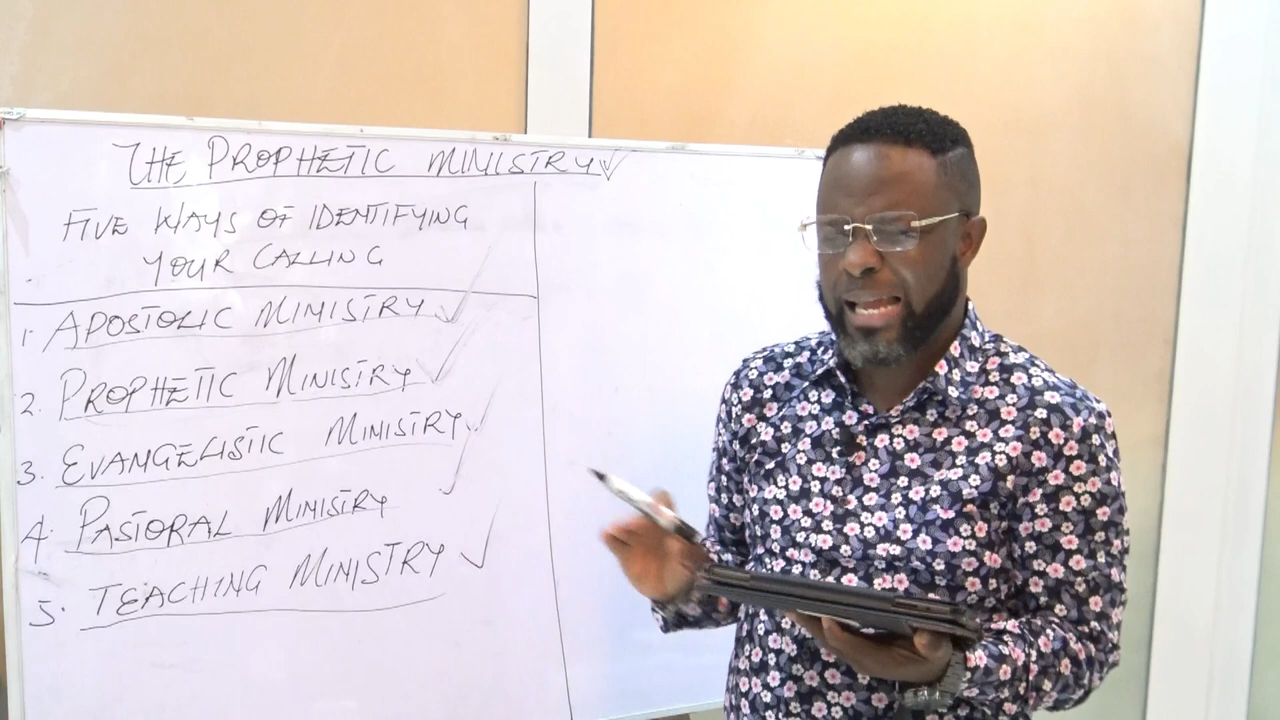 THE PROPHETIC MINISTRY
FIVE WAYS OF IDENTIFYING
YOUR CALLING
1. APOSTOLIC MINISTRY
2. PROPHETIC MINISTRY
3. EVANGELISTIC MINISTRY
4. PASTORAL MINISTRY
5. TEACHING MINISTRY